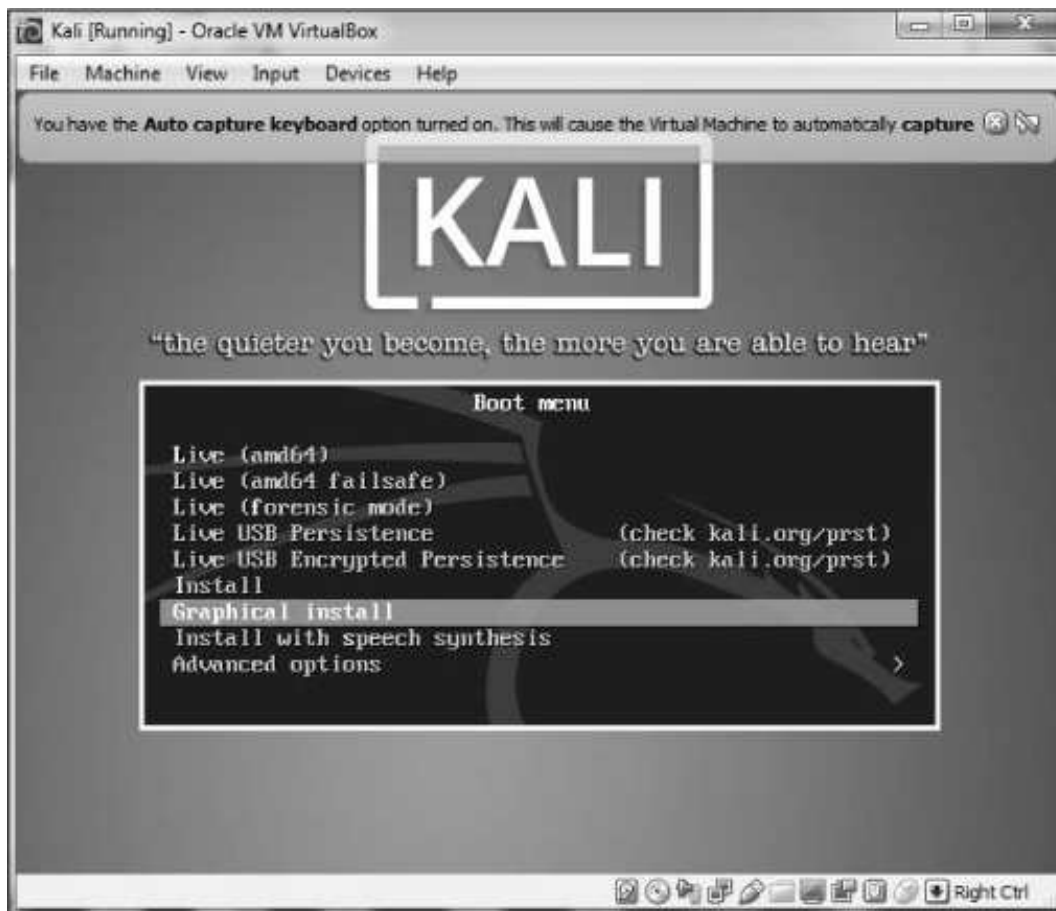 Kali [Running] - Oracle VM VirtualBox
File Machine View Input Devices Help
You have the Auto capture keyboard option turned on. This will cause the Virtual Machine to automatically capture
KALI
"the quieter you become, the more you are able to hear"
Boot menu
Live (amd64)
Live (amd64 failsafe)
Live (forensic mode)
Live USB Persistence (check kali.org/prst)
Live USB Encrypted Persistence (check kali.org/prst)
Install
Graphical install
Install with speech synthesis
Advanced options >
Right Ctrl